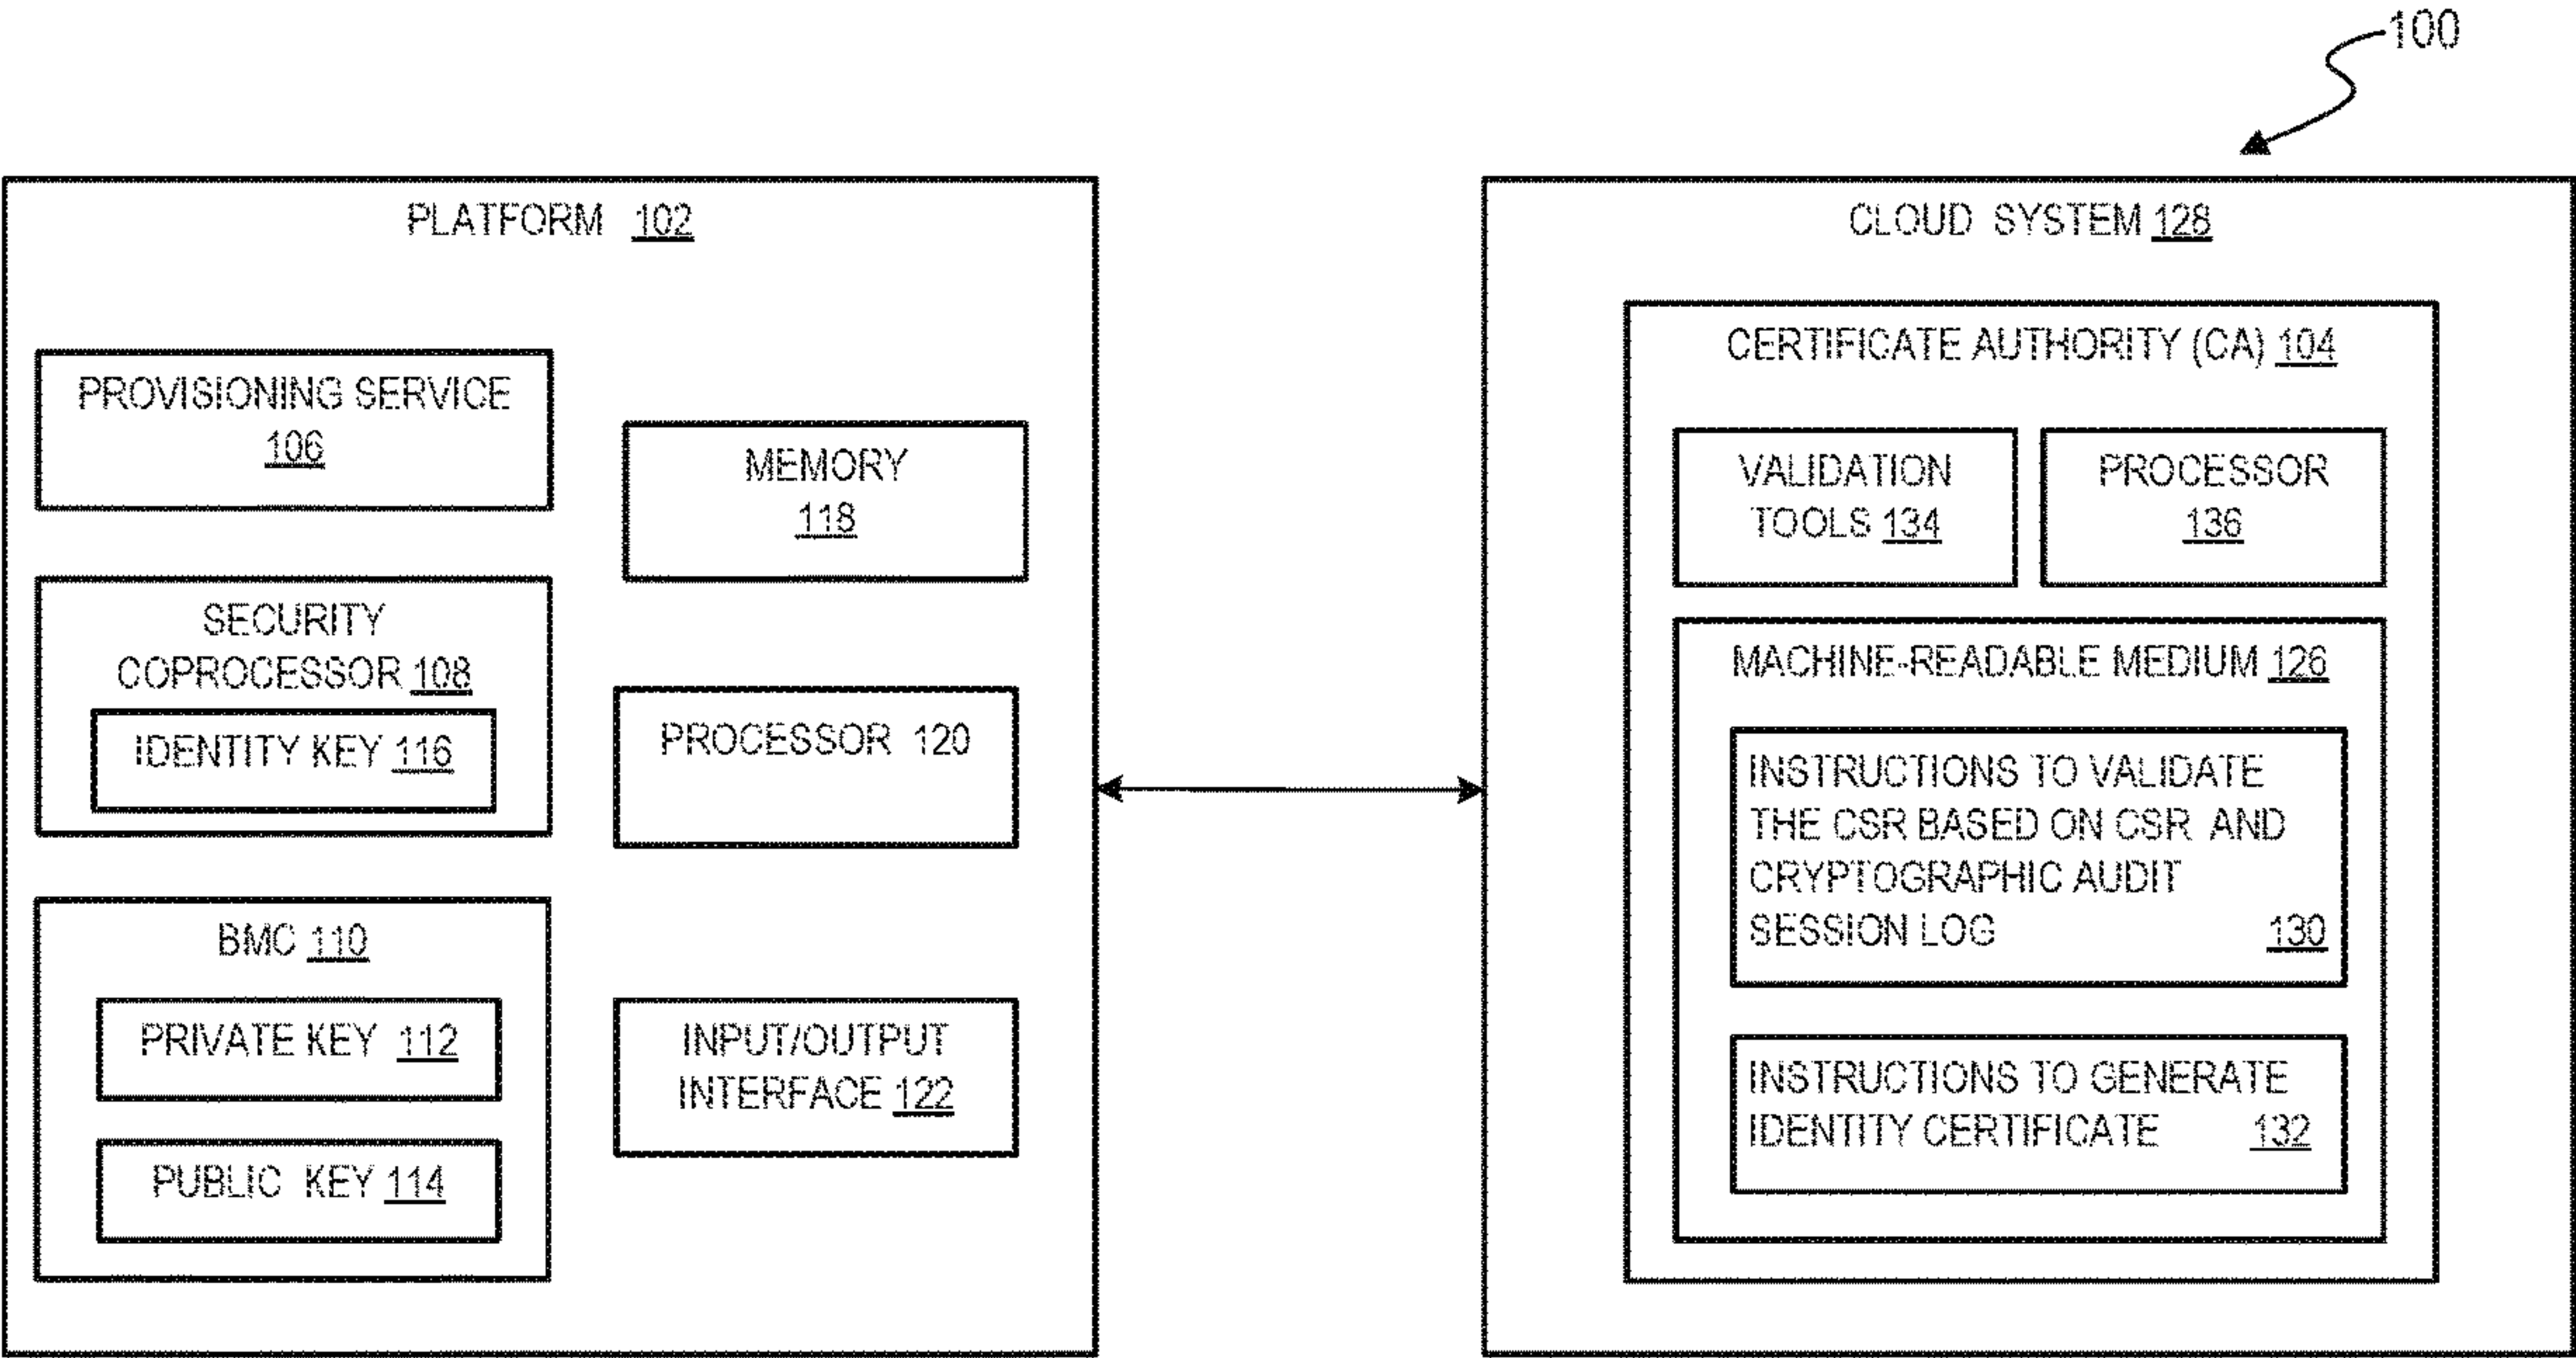 100
PLATFORM 102
PROVISIONING SERVICE
106
SECURITY
COPROCESSOR 108
IDENTITY KEY 116
BMC 110
PRIVATE KEY 112
PUBLIC KEY 114
MEMORY
118
PROCESSOR 120
INPUT/OUTPUT
INTERFACE 122
CLOUD SYSTEM 128
CERTIFICATE AUTHORITY (CA) 104
VALIDATION
TOOLS 134
PROCESSOR
136
MACHINE-READABLE MEDIUM 126
INSTRUCTIONS TO VALIDATE
THE CSR BASED ON CSR AND
CRYPTOGRAPHIC AUDIT
SESSION LOG 130
INSTRUCTIONS TO GENERATE
IDENTITY CERTIFICATE 132